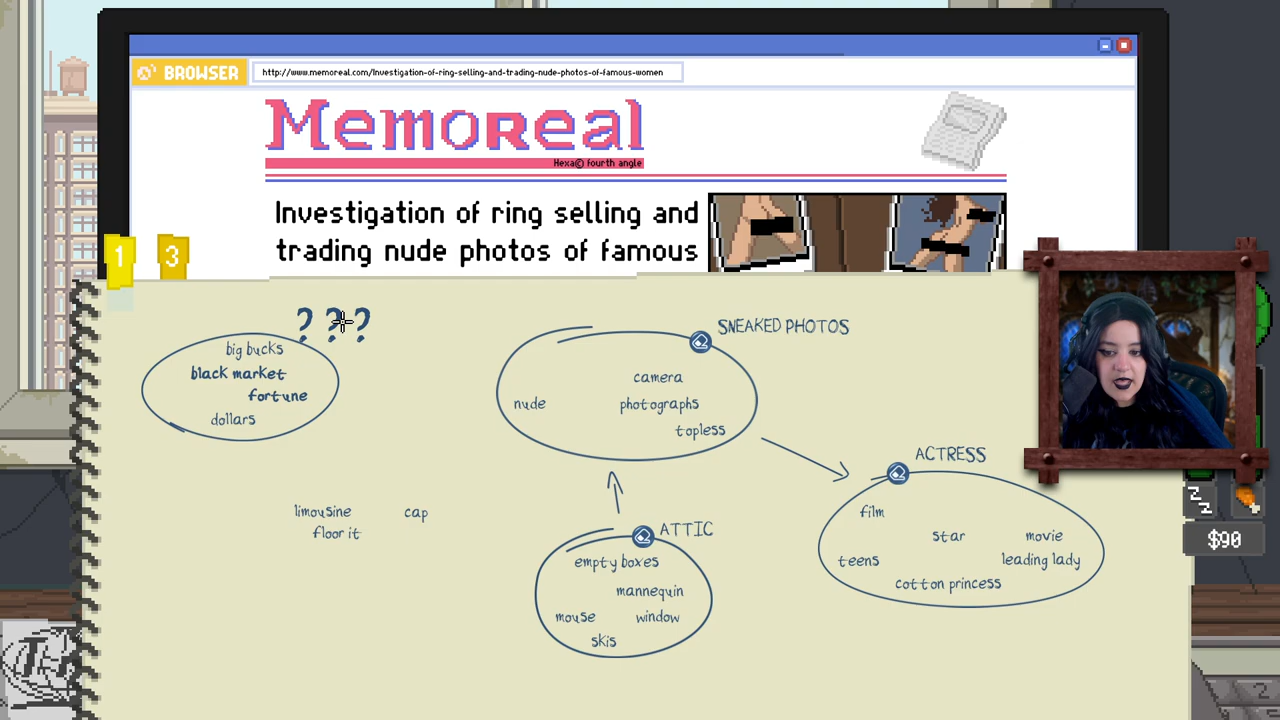 BROWSER
http://www.memoreal.com/Investigation-of-ring-selling-and-trading-nude-photos-of-famous-women
Memoreal
Hexa© fourth angle
Investigation of ring selling and
trading nude photos of famous
1
3
? ? ?
big bucks
black market
fortune
dollars
SNEAKED PHOTOS
camera
nude
photographs
topless
ACTRESS
film
star
movie
teens
leading lady
cotton princess
limousine
cap
floor it
ATTIC
empty boxes
mannequin
mouse
window
skis
zzz
$90
2